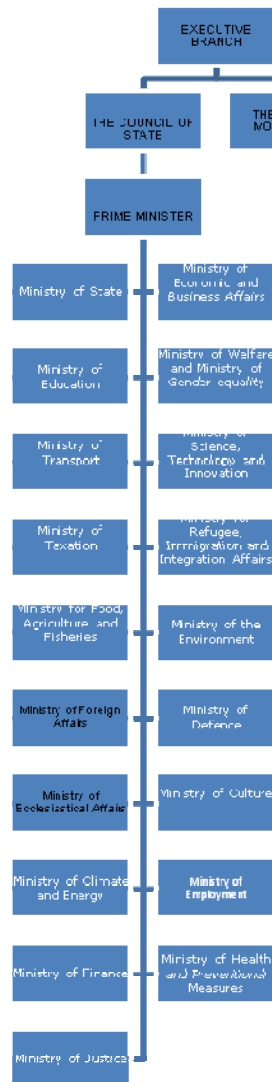 EXECUTIVE
BRANCH
THE COUNCIL OF
STATE
THE
MO
PRIME MINISTER
Ministry of State
Ministry of
Economic and
Business Affairs
Ministry of
Education
Ministry of Welfare
and Ministry of
Gender equality
Ministry of
Transport
Ministry of
Science,
Technology and
Innovation
Ministry of
Taxation
Ministry for
Refugee,
Immigration and
Integration Affairs
Ministry for Food,
Agriculture and
Fisheries
Ministry of the
Environment
Ministry of Foreign
Affairs
Ministry of
Defence
Ministry of
Ecclesiastical Affairs
Ministry of Culture
Ministry of Climate
and Energy
Ministry of
Employment
Ministry of Finance
Ministry of Health
and Preventional
Measures
Ministry of Justice